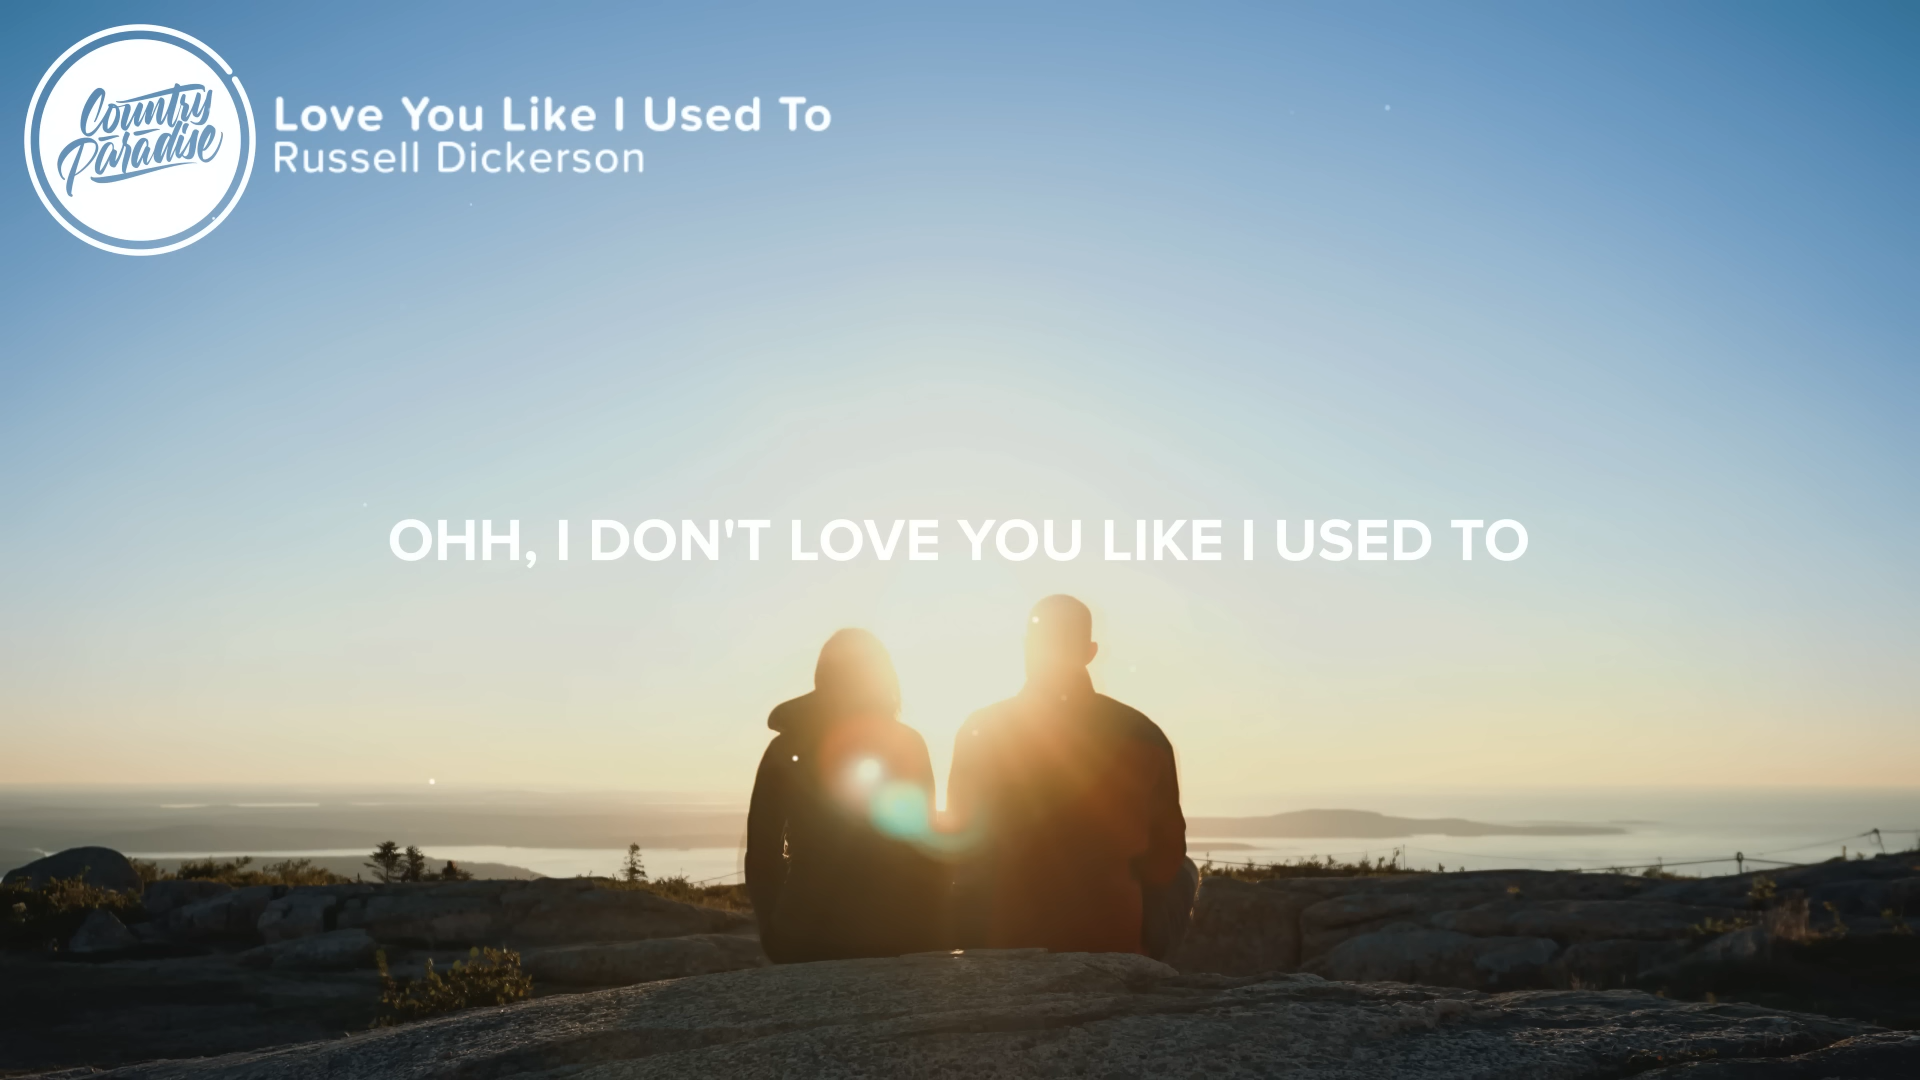 Country
Paradise
Love You Like I Used To
Russell Dickerson
OHH, I DON'T LOVE YOU LIKE I USED TO